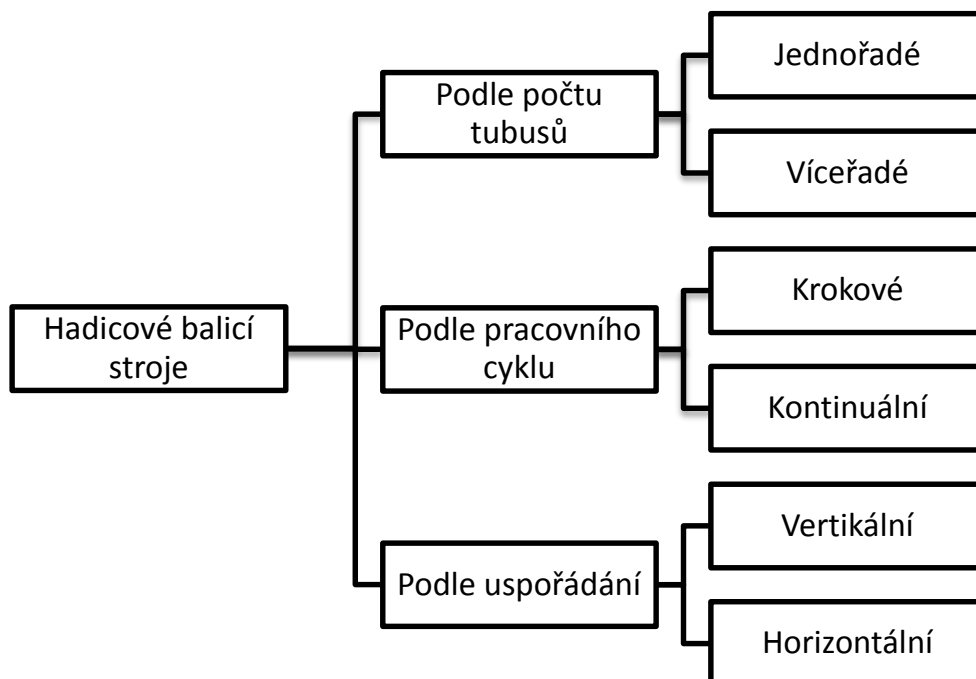 Hadicové balicí
stroje
Podle počtu
tubusů
Jednořadé
Víceřadé
Podle pracovního
cyklu
Krokové
Kontinuální
Podle uspořádání
Vertikální
Horizontální